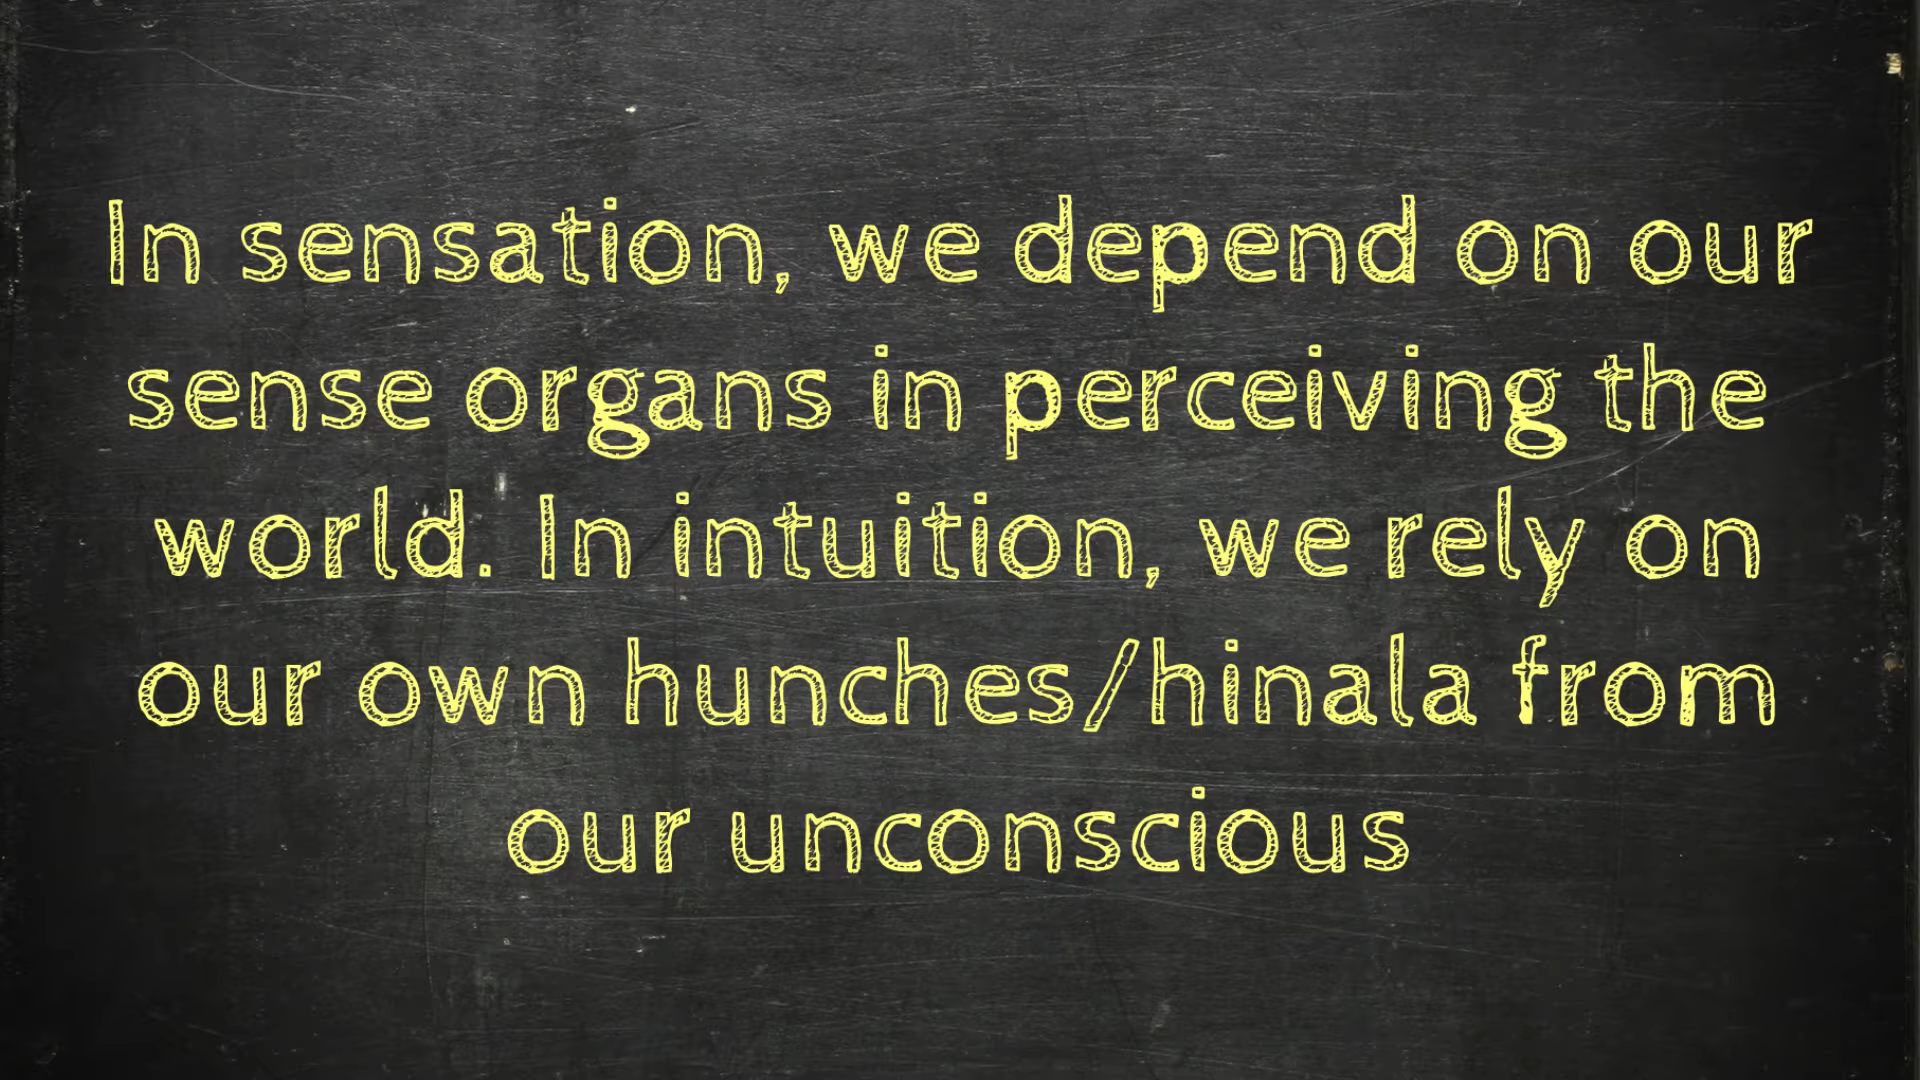 In sensation, we depend on our
sense organs in perceiving the
world. In intuition, we rely on
our own hunches/hinala from
our unconscious